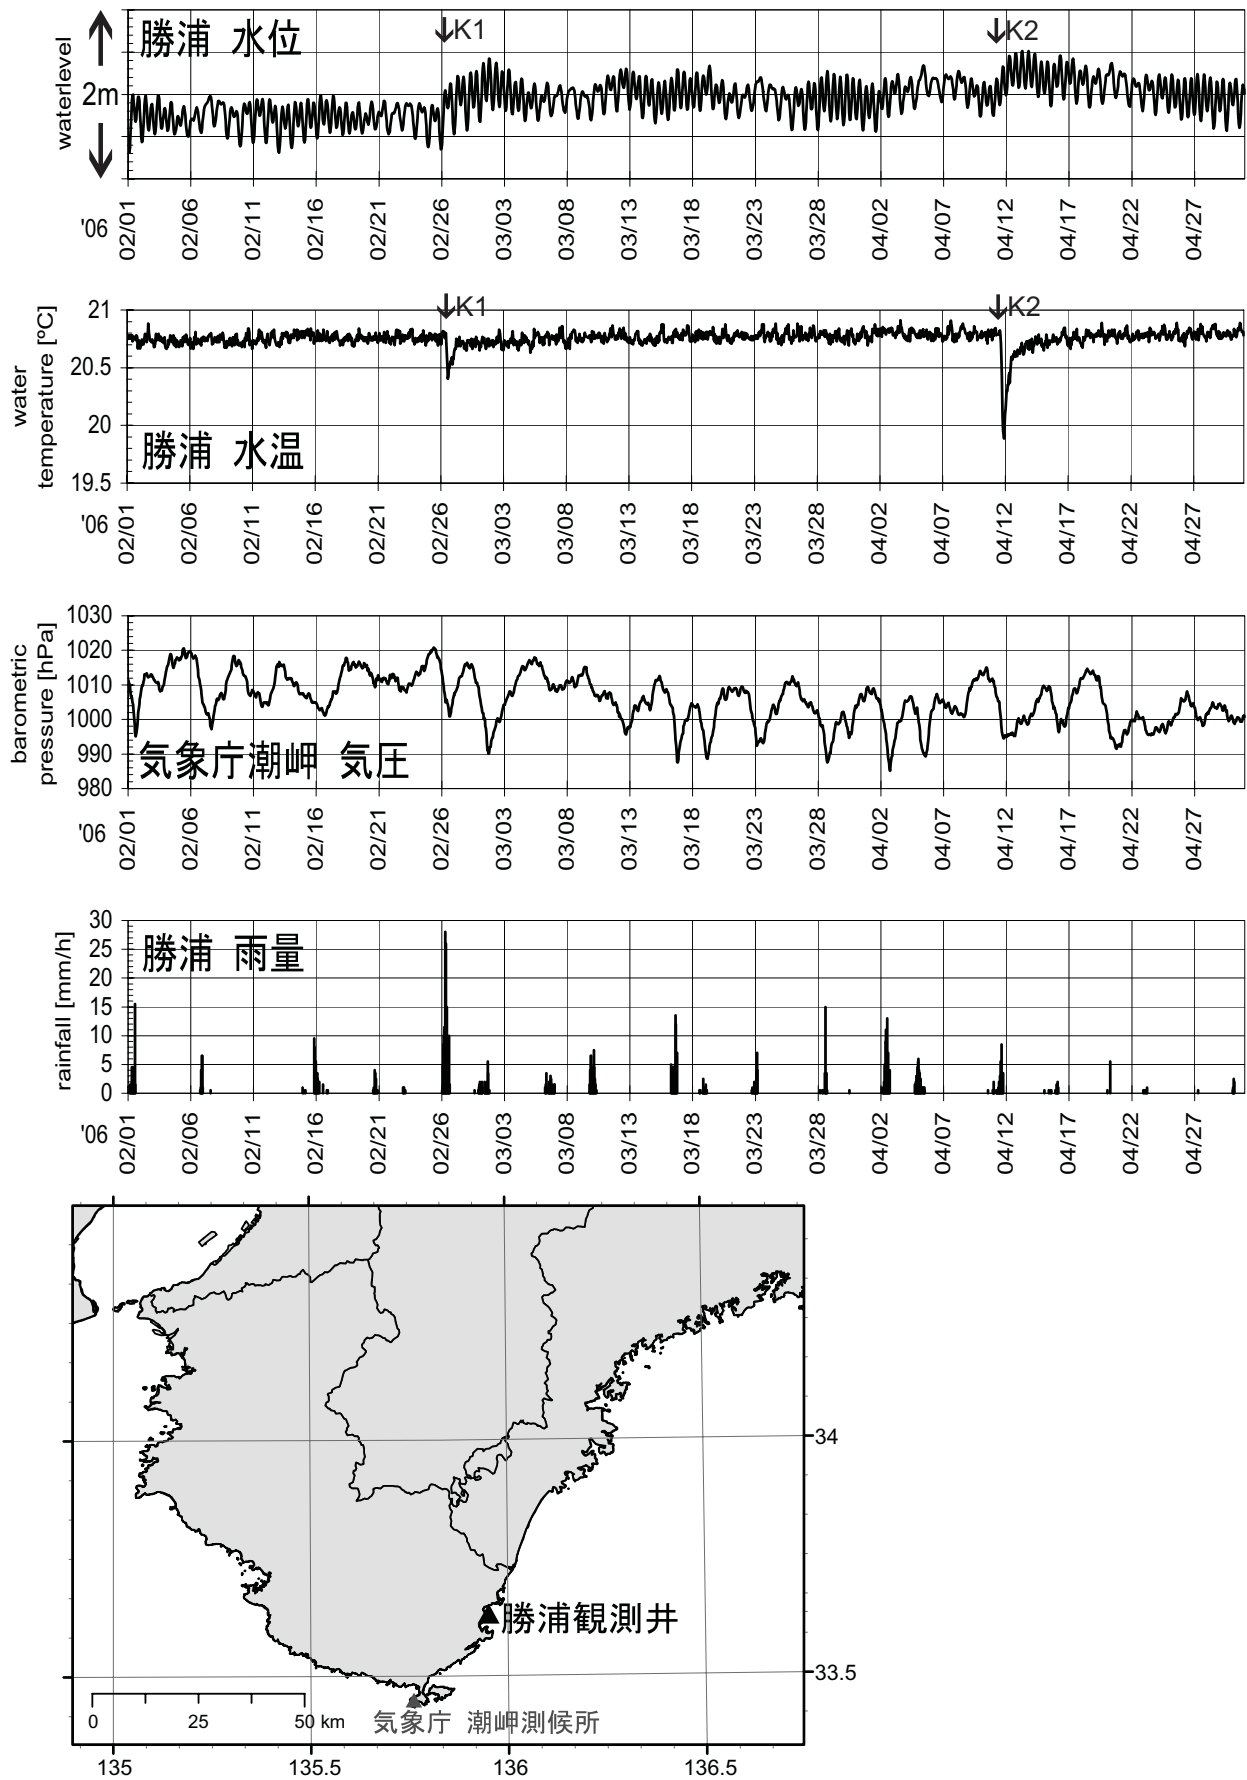 勝浦 水位
K1
K2
waterlevel
2m
'06
02/01 02/06 02/11 02/16 02/21 02/26 03/03 03/08 03/13 03/18 03/23 03/28 04/02 04/07 04/12 04/17 04/22 04/27
K1
K2
water
temperature [ºC]
21
20.5
20
19.5
勝浦 水温
'06
02/01 02/06 02/11 02/16 02/21 02/26 03/03 03/08 03/13 03/18 03/23 03/28 04/02 04/07 04/12 04/17 04/22 04/27
barometric
pressure [hPa]
1030
1020
1010
1000
990
980
気象庁潮岬 気圧
'06
02/01 02/06 02/11 02/16 02/21 02/26 03/03 03/08 03/13 03/18 03/23 03/28 04/02 04/07 04/12 04/17 04/22 04/27
rainfall [mm/h]
30
25
20
15
10
5
0
勝浦 雨量
'06
02/01 02/06 02/11 02/16 02/21 02/26 03/03 03/08 03/13 03/18 03/23 03/28 04/02 04/07 04/12 04/17 04/22 04/27
34
勝浦観測井
33.5
0 25 50 km
気象庁 潮岬測候所
135 135.5 136 136.5